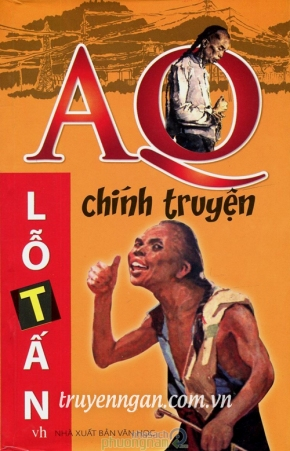 AQ
chính truyện
LỖ TẤN
truyenngan.com.vn
vh NHÀ XUẤT BẢN VĂN HỌC